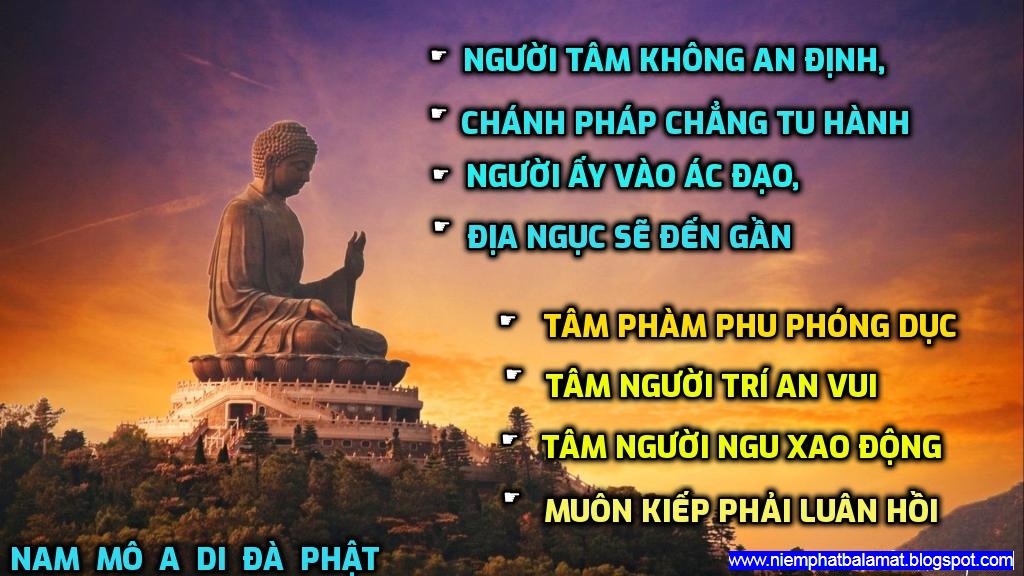 NGƯỜI TÂM KHÔNG AN ĐỊNH,
CHÁNH PHÁP CHẲNG TU HÀNH
NGƯỜI ẤY VÀO ÁC ĐẠO,
ĐỊA NGỤC SẼ ĐẾN GẦN
TÂM PHÀM PHU PHÓNG DỤC
TÂM NGƯỜI TRÍ AN VUI
TÂM NGƯỜI NGU XAO ĐỘNG
MUÔN KIẾP PHẢI LUÂN HỒI
NAM MÔ A DI ĐÀ PHẬT
www.niemphatbalamat.blogspot.com